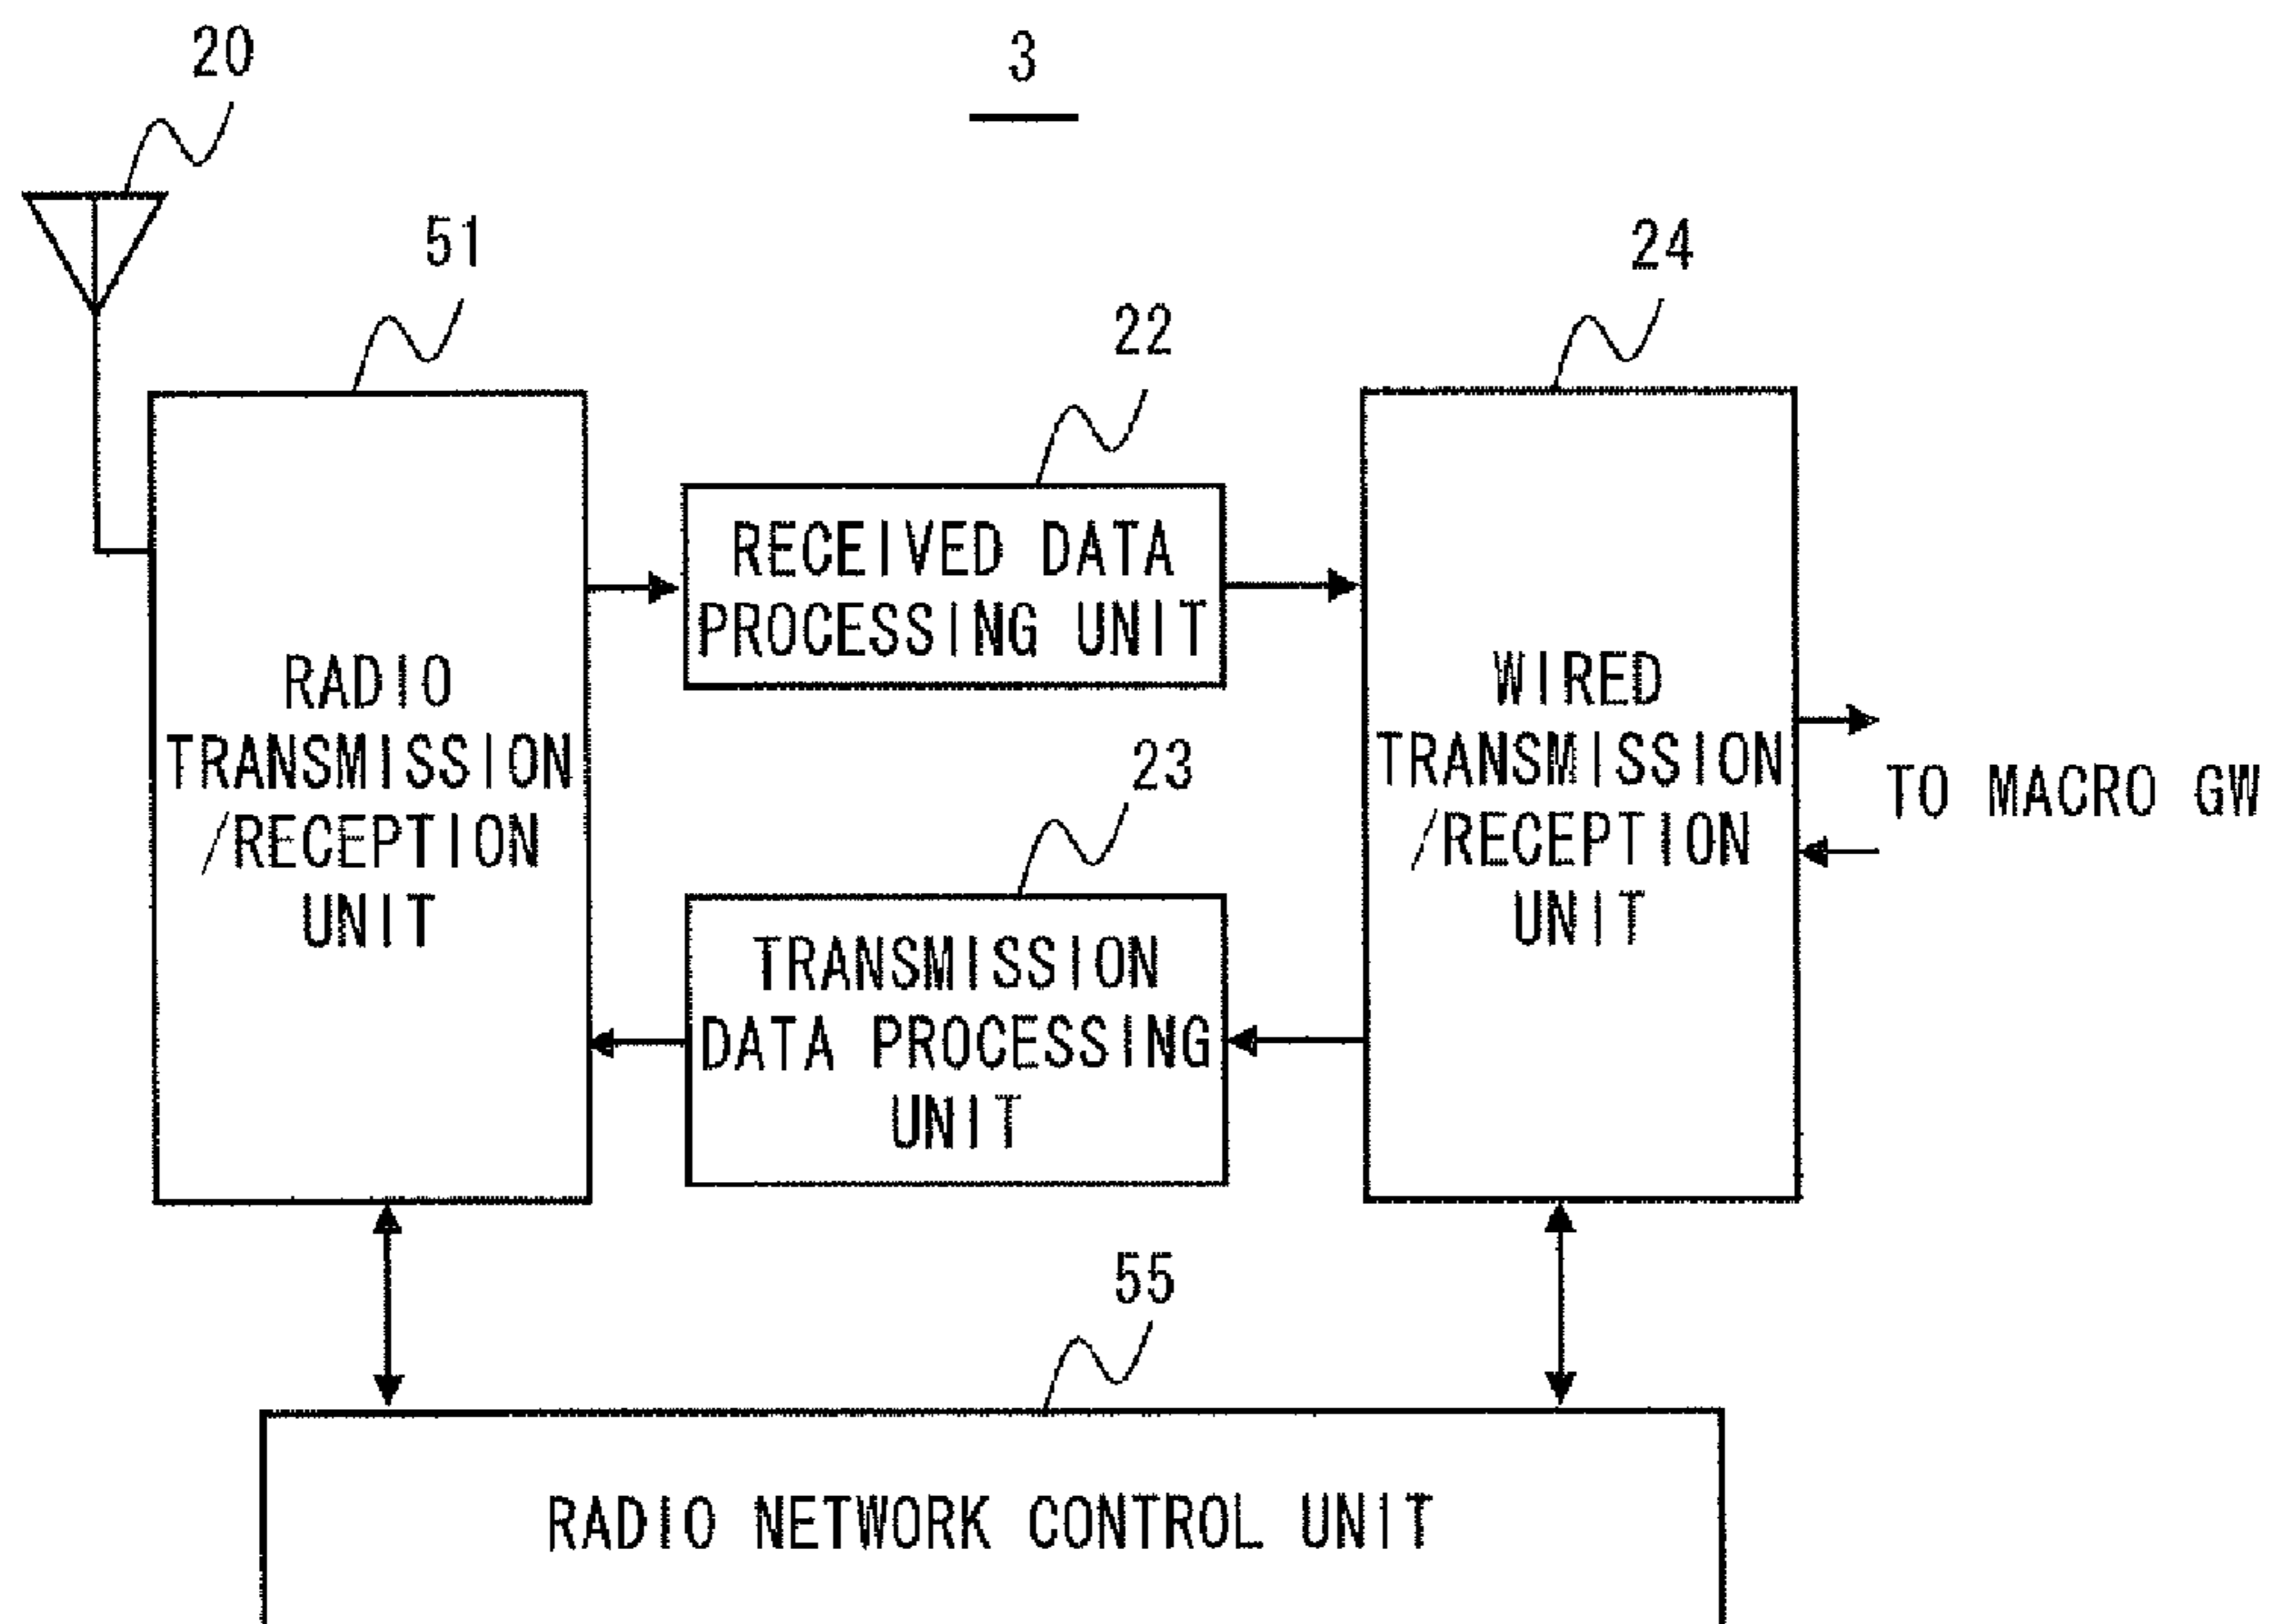 20
3
51
24
22
RECEIVED DATA
PROCESSING UNIT
RADIO
TRANSMISSION
/RECEPTION
UNIT
WIRED
TRANSMISSION
/RECEPTION
UNIT
TO MACRO GW
23
TRANSMISSION
DATA PROCESSING
UNIT
55
RADIO NETWORK CONTROL UNIT